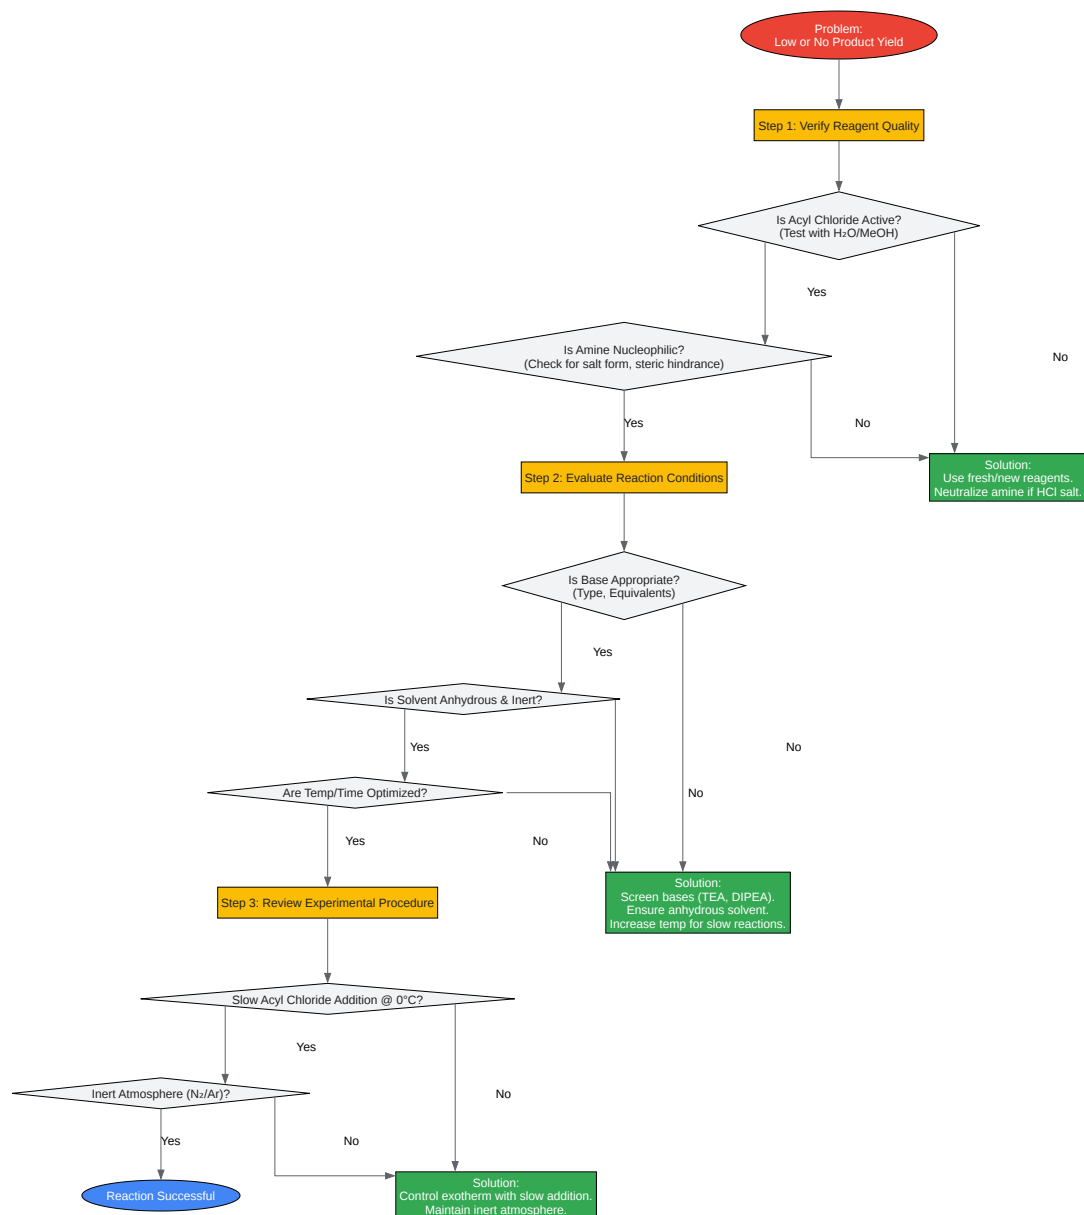 Problem:
Low or No Product Yield
Step 1: Verify Reagent Quality
Is Acyl Chloride Active?
(Test with H₂O/MeOH)
Yes
No
Is Amine Nucleophilic?
(Check for salt form, steric hindrance)
Yes
No
Solution:
Use fresh/new reagents.
Neutralize amine if HCl salt.
Step 2: Evaluate Reaction Conditions
Is Base Appropriate?
(Type, Equivalents)
Yes
No
Is Solvent Anhydrous & Inert?
Yes
No
Are Temp/Time Optimized?
Yes
No
Solution:
Screen bases (TEA, DIPEA).
Ensure anhydrous solvent.
Increase temp for slow reactions.
Step 3: Review Experimental Procedure
Slow Acyl Chloride Addition @ 0°C?
Yes
No
Inert Atmosphere (N₂/Ar)?
Yes
No
Reaction Successful
Solution:
Control exotherm with slow addition.
Maintain inert atmosphere.